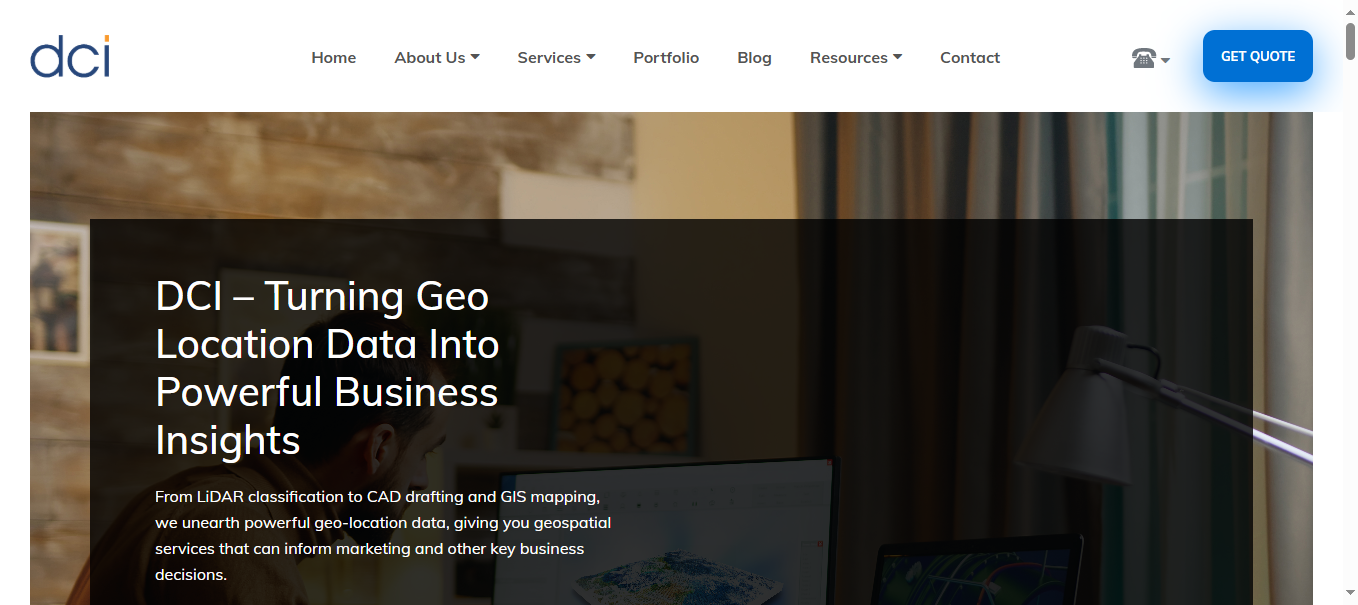 dci
Home
About Us
Services
Portfolio
Blog
Resources
Contact
GET QUOTE
DCI – Turning Geo
Location Data Into
Powerful Business
Insights
From LiDAR classification to CAD drafting and GIS mapping,
we unearth powerful geo-location data, giving you geospatial
services that can inform marketing and other key business
decisions.